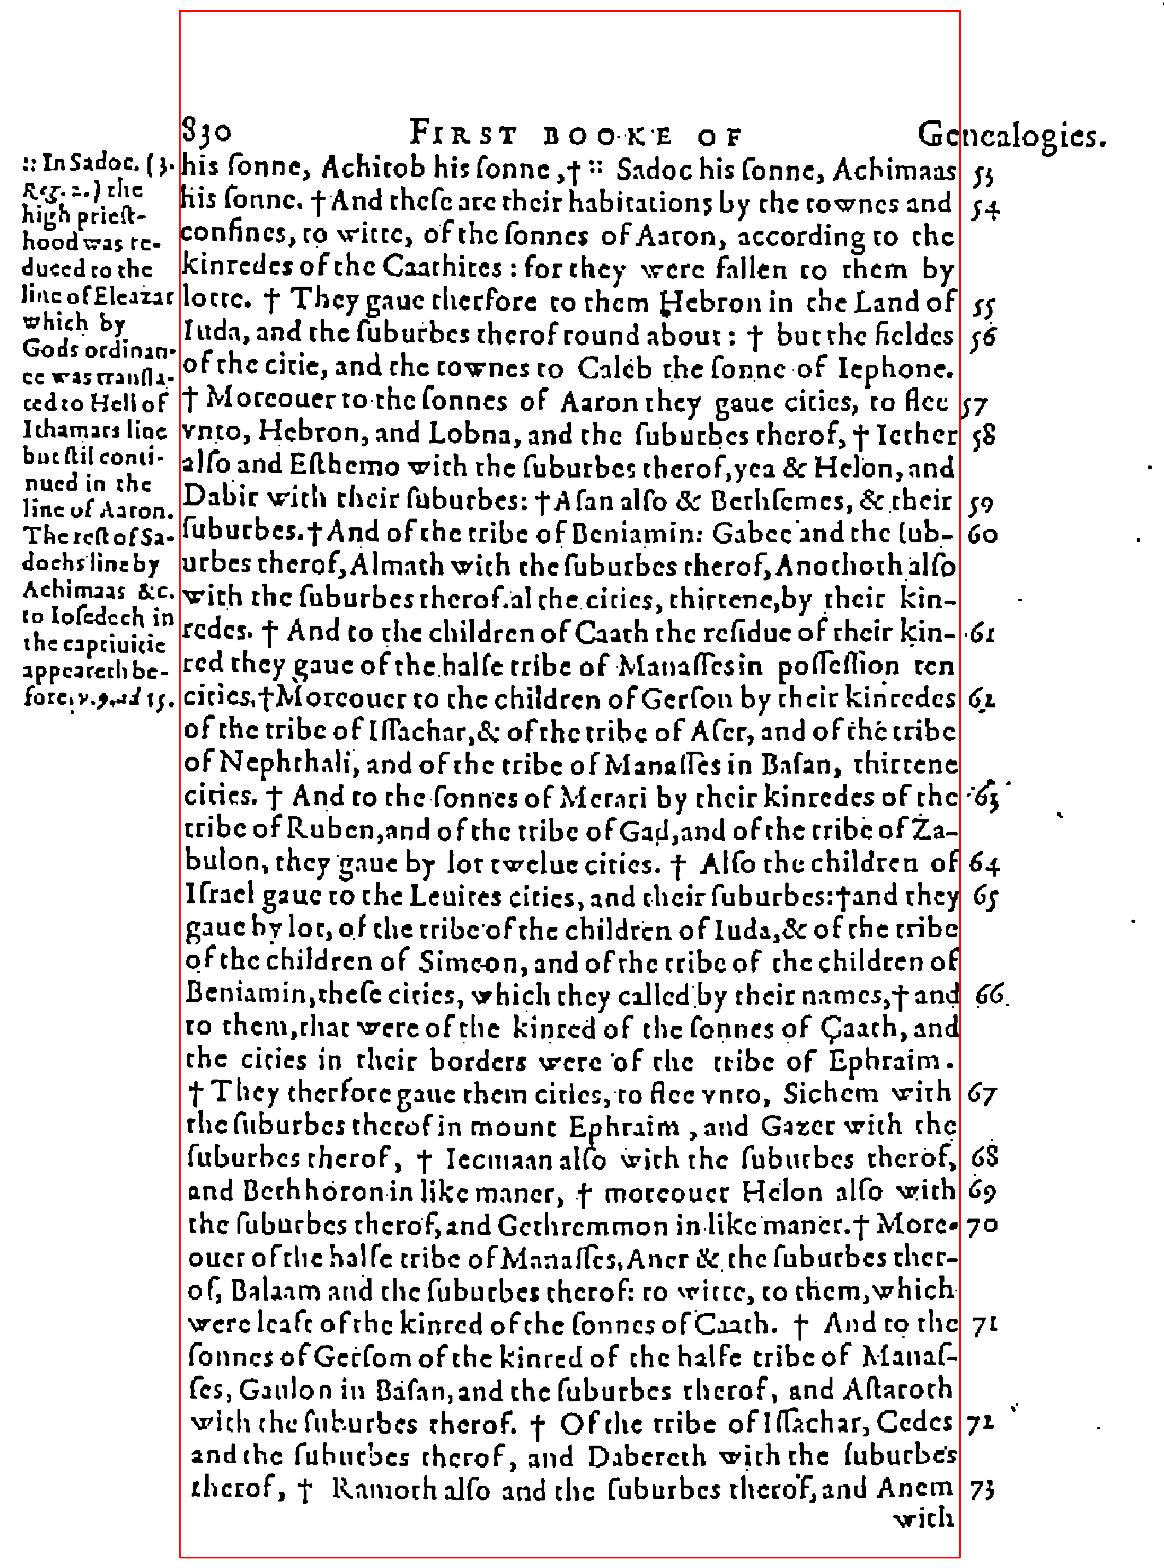 830 FIRST BOOKE OF Genealogies.
:: In Sadoc. (3.
Reg. 2.) the
high prieſt-
hood was re-
duced to the
line of Eleazar
which by
Gods ordinan-
ce was tranſla-
ted to Heli of
Ithamars line
but ſtil conti-
nued in the
line of Aaron.
The reſt of Sa-
dochs line by
Achimaas &c.
to Ioſedech in
the captiuitie
appeareth be-
fore. v. 9. ad 15.
his ſonne, Achitob his ſonne, † :: Sadoc his ſonne, Achimaas 53
his ſonne. † And theſe are their habitations by the townes and 54
confines, to witte, of the ſonnes of Aaron, according to the
kinredes of the Caathites : for they were fallen to them by
lotte. † They gaue therfore to them Hebron in the Land of 55
Iuda, and the ſuburbes therof round about : † but the fieldes 56
of the citie, and the townes to Caleb the ſonne of Iephone.
† Moreouer to the ſonnes of Aaron they gaue cities, to flee 57
vnto, Hebron, and Lobna, and the ſuburbes therof, † Iether 58
alſo and Eſthemo with the ſuburbes therof, yea & Helon, and
Dabir with their ſuburbes: † Aſan alſo & Bethſemes, & their 59
ſuburbes. † And of the tribe of Beniamin: Gabee and the ſub- 60
urbes therof, Almath with the ſuburbes therof, Anothoth alſo
with the ſuburbes therof. al the cities, thirtene, by their kin-
redes. † And to the children of Caath the reſidue of their kin- 61
red they gaue of the halfe tribe of Manaſſes in poſſeſſion ten
cities. † Moreouer to the children of Gerſon by their kinredes 62
of the tribe of Iſſachar, & of the tribe of Aſer, and of the tribe
of Nephthali, and of the tribe of Manaſſes in Baſan, thirtene
cities. † And to the ſonnes of Merari by their kinredes of the 63
tribe of Ruben, and of the tribe of Gad, and of the tribe of Za-
bulon, they gaue by lot twelue cities. † Alſo the children of 64
Iſrael gaue to the Leuites cities, and their ſuburbes: † and they 65
gaue by lot, of the tribe of the children of Iuda, & of the tribe
of the children of Simeon, and of the tribe of the children of
Beniamin, theſe cities, which they called by their names, † and 66
to them, that were of the kinred of the ſonnes of Caath, and
the cities in their borders were of the tribe of Ephraim.
† They therfore gaue them cities, to flee vnto, Sichem with 67
the ſuburbes therof in mount Ephraim, and Gazer with the
ſuburbes therof, † Iecmaan alſo with the ſuburbes therof, 68
and Bethhoron in like maner, † moreouer Helon alſo with 69
the ſuburbes therof, and Gethremmon in like maner. † More- 70
ouer of the halfe tribe of Manaſſes, Aner & the ſuburbes ther-
of, Balaam and the ſuburbes therof: to witte, to them, which
were leaſt of the kinred of the ſonnes of Caath. † And to the 71
ſonnes of Gerſom of the kinred of the halfe tribe of Manaſ-
ſes, Gaulon in Baſan, and the ſuburbes therof, and Aſtaroth
with the ſuburbes therof. † Of the tribe of Iſſachar, Cedes 72
and the ſuburbes therof, and Dabereth with the ſuburbes
therof, † Ramoth alſo and the ſuburbes therof, and Anem 73
with